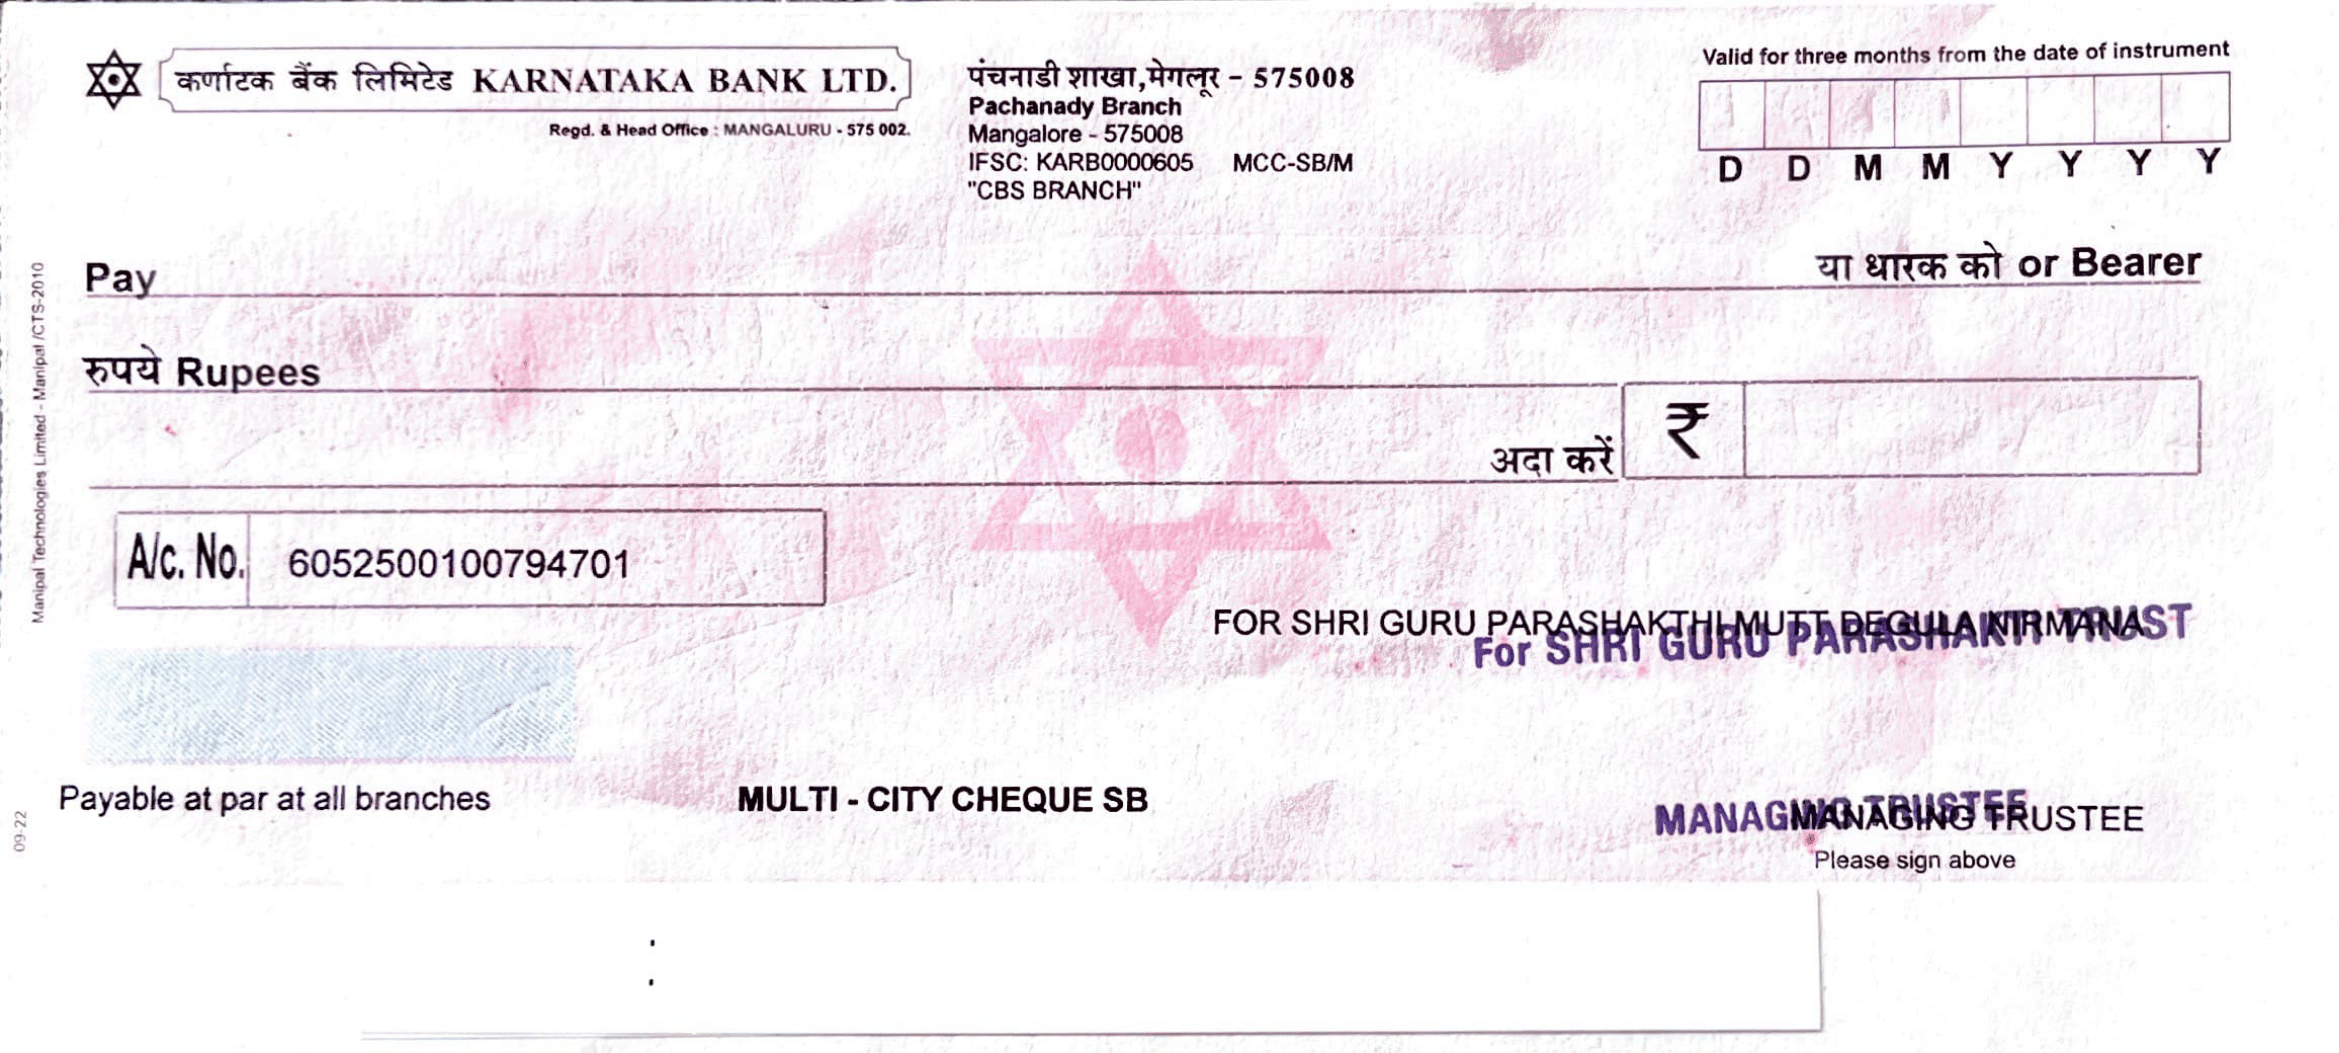 कर्णाटक बैंक लिमिटेड KARNATAKA BANK LTD.
Regd. & Head Office : MANGALURU - 575 002.
पंचनाडी शाखा,मेगलूर - 575008
Pachanady Branch
Mangalore - 575008
IFSC: KARB0000605 MCC-SB/M
"CBS BRANCH"
Valid for three months from the date of instrument
D D M M Y Y Y Y
Pay
या धारक को or Bearer
रुपये Rupees
अदा करें
₹
A/c. No. 6052500100794701
FOR SHRI GURU PARASHAKTHI MUTT DEGULA NIRMANA
For SHRI GURU PARASHAKTI TRUST
Payable at par at all branches
MULTI - CITY CHEQUE SB
MANAGING TRUSTEE
MANAGING TRUSTEE
Please sign above
Manipal Technologies Limited - Manipal /CTS-2010
09-22